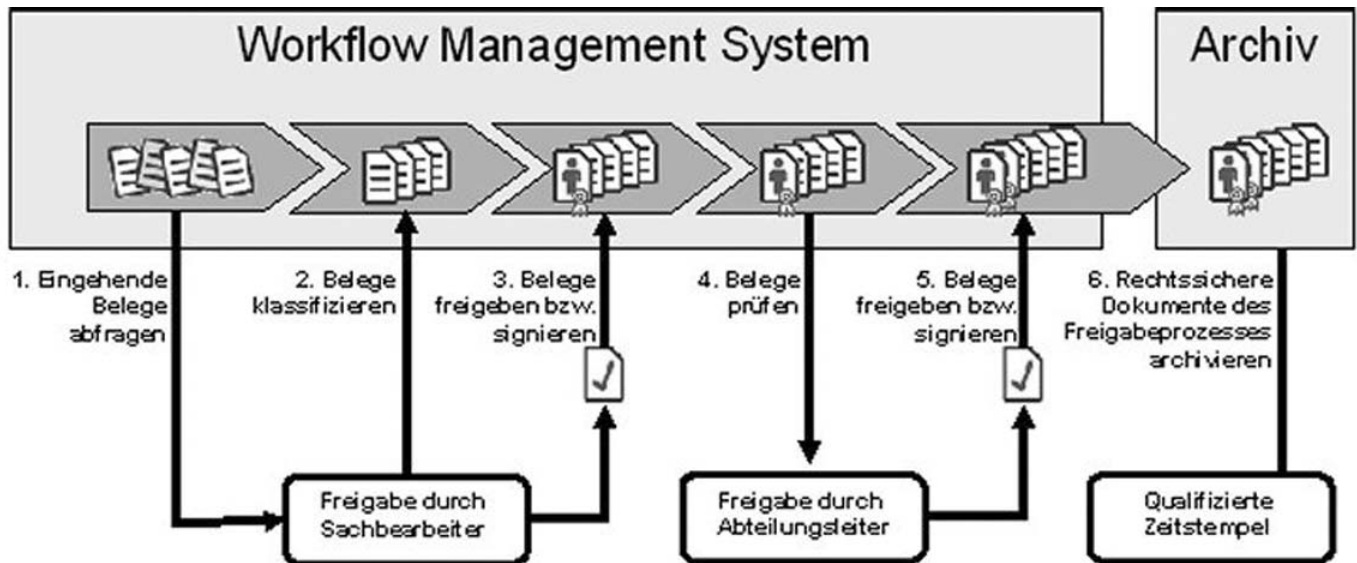 Workflow Management System
Archiv
1. Eingehende
Belege
abfragen
2. Belege
klassifizieren
3. Belege
freigeben bzw.
signieren
4. Belege
prüfen
5. Belege
freigeben bzw.
signieren
6. Rechtssichere
Dokumente des
Freigabeprozesses
archivieren
Freigabe durch
Sachbearbeiter
Freigabe durch
Abteilungsleiter
Qualifizierte
Zeitstempel